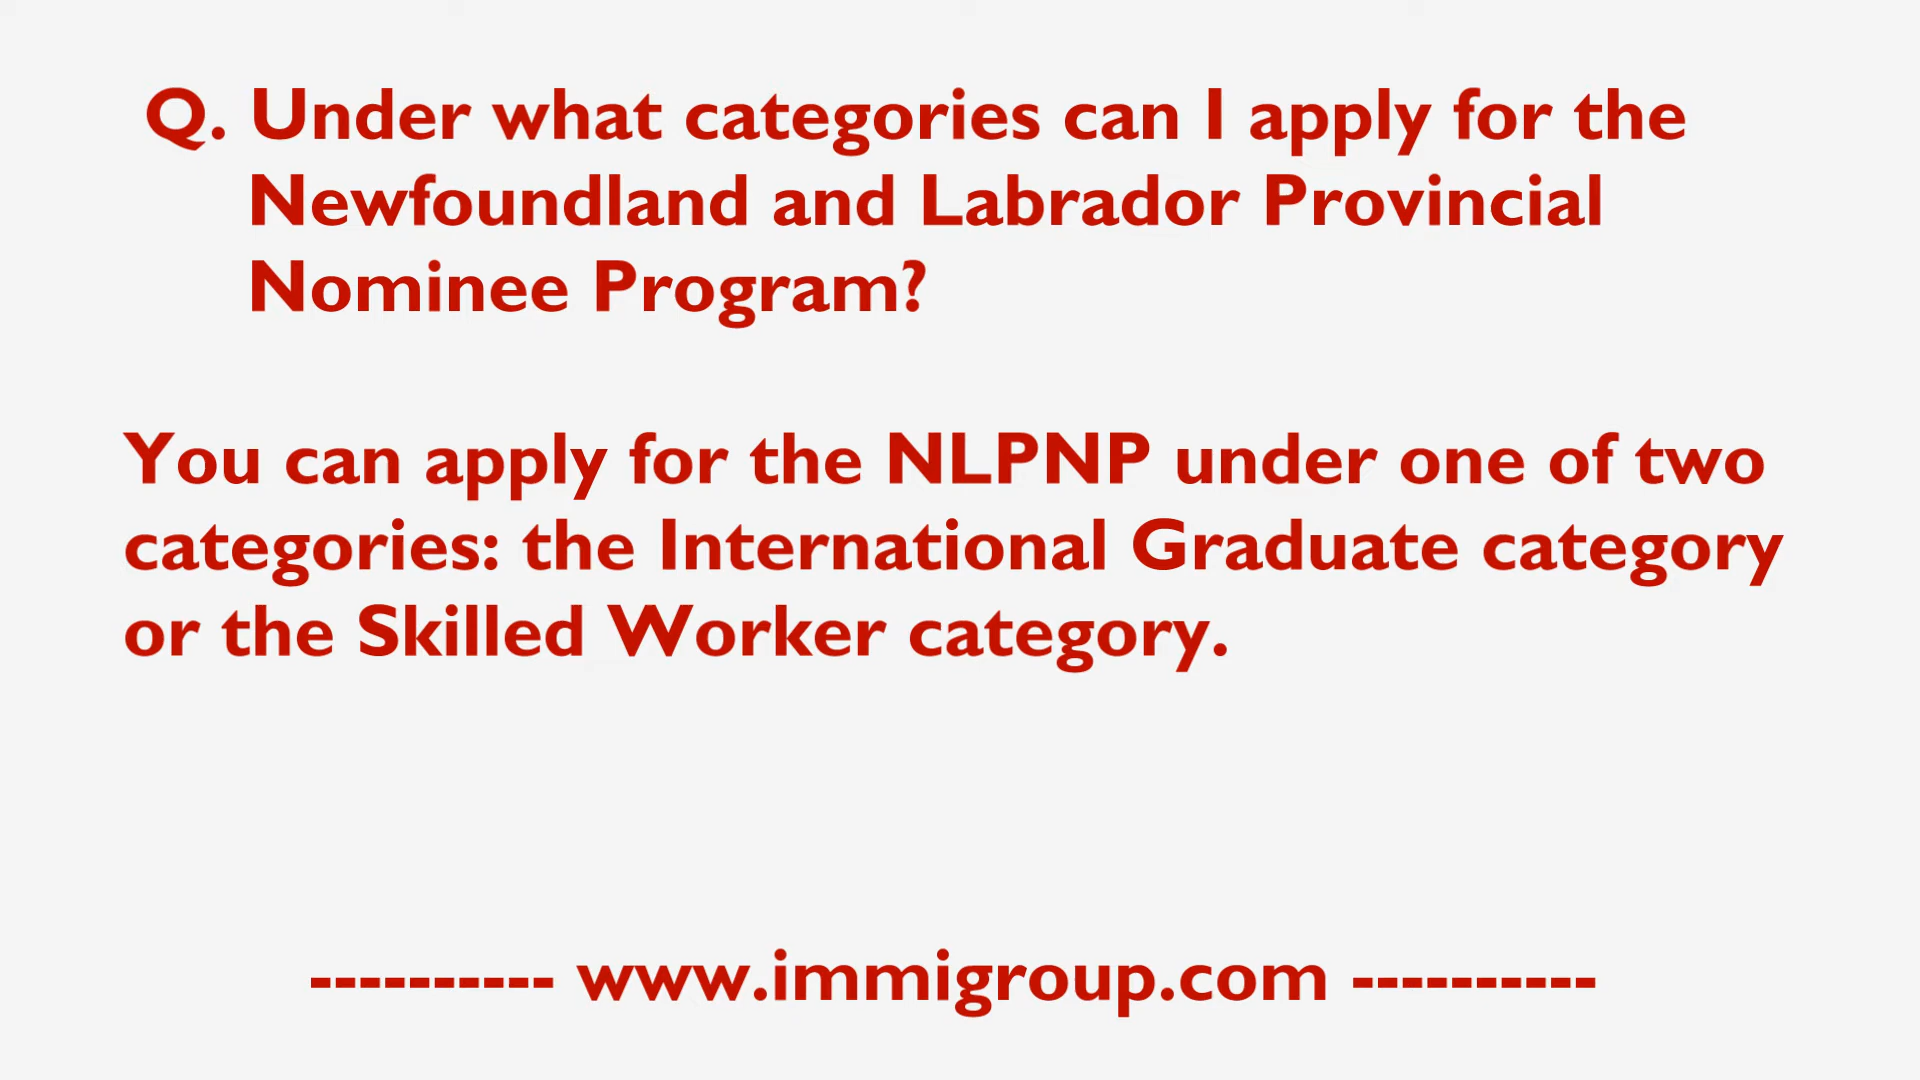 Q. Under what categories can I apply for the
Newfoundland and Labrador Provincial
Nominee Program?
You can apply for the NLPNP under one of two
categories: the International Graduate category
or the Skilled Worker category.
---------- www.immigroup.com ----------